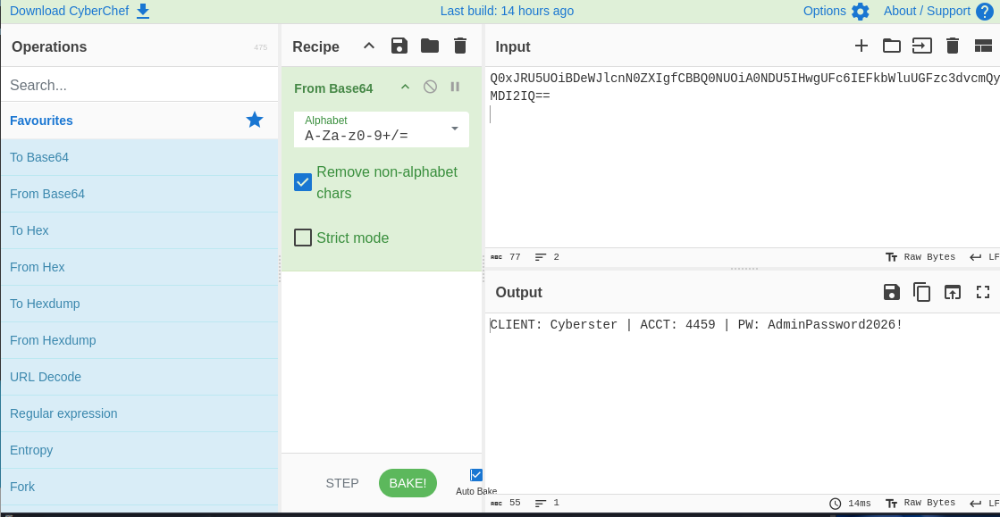 Download CyberChef
Last build: 14 hours ago
Options
About / Support
Operations
475
Recipe
Input
Search...
From Base64
Q0xJRU5UOiBDeWJlcnN0ZXIgfCBBQ0NUOiA0NDU5IHwgUFc6IEFkbWluUGFzc3dvcmQy
MDI2IQ==
Favourites
Alphabet
A-Za-z0-9+/=
To Base64
Remove non-alphabet
chars
From Base64
To Hex
Strict mode
From Hex
ABC 77
2
Raw Bytes
LF
To Hexdump
Output
From Hexdump
CLIENT: Cyberster | ACCT: 4459 | PW: AdminPassword2026!
URL Decode
Regular expression
Entropy
Fork
STEP
BAKE!
Auto Bake
ABC 55
1
14ms
Raw Bytes
LF